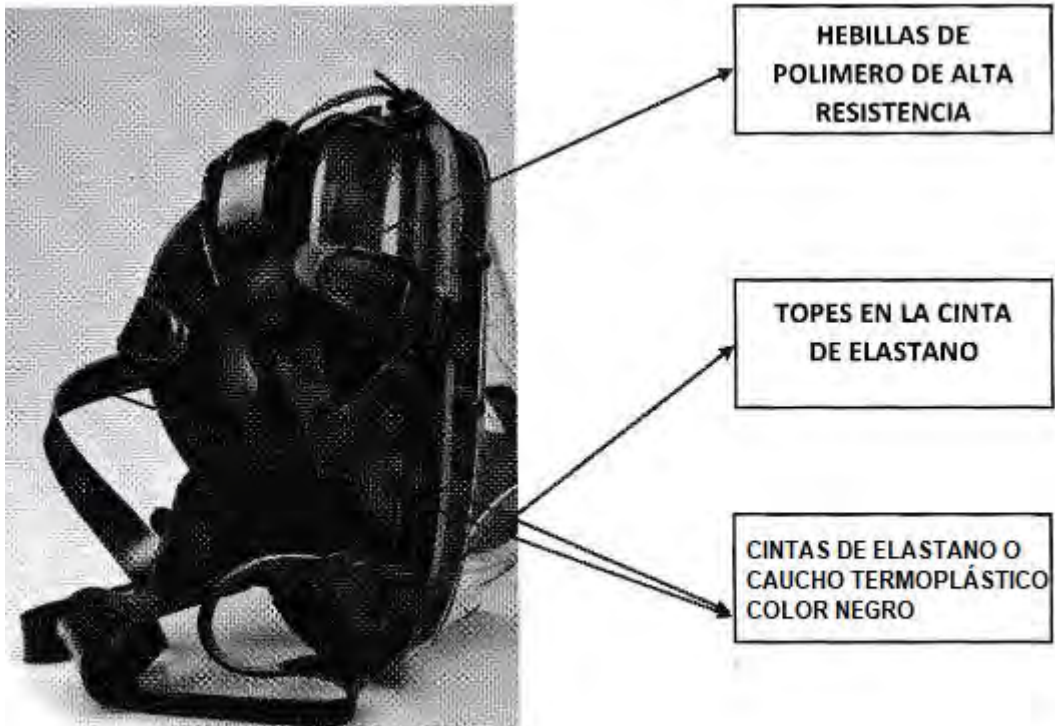 HEBILLAS DE
POLIMERO DE ALTA
RESISTENCIA
TOPES EN LA CINTA
DE ELASTANO
CINTAS DE ELASTANO O
CAUCHO TERMOPLÁSTICO
COLOR NEGRO